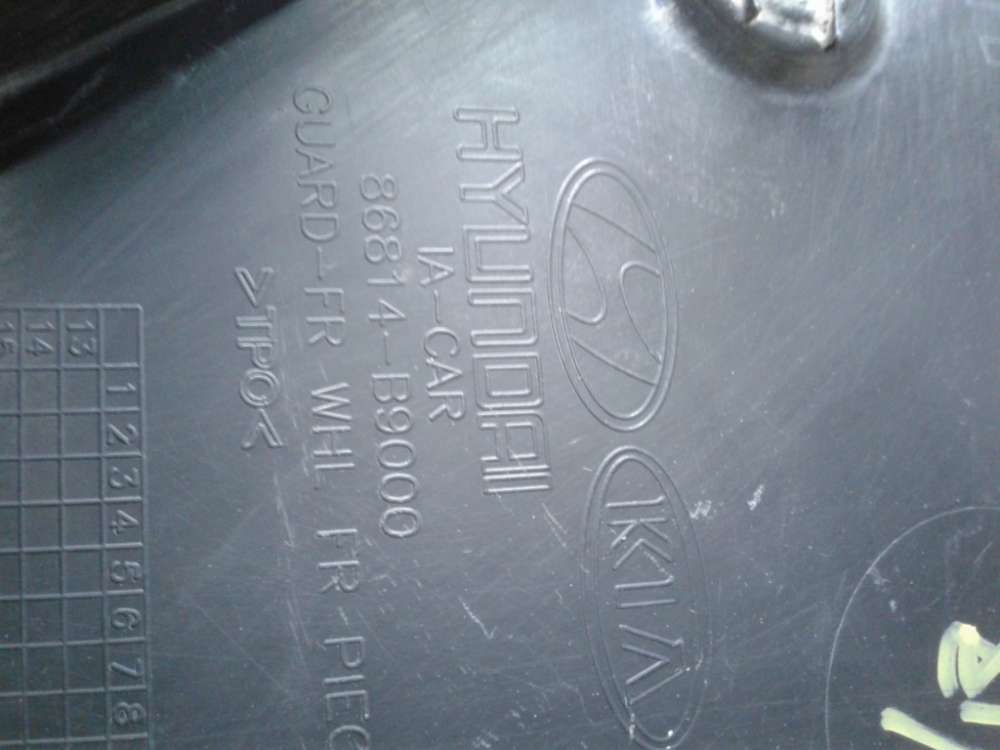 KIA
HYUNDAI
IA-CAR
86814-B9000
GUARD-FR WHL FR-PIEC
>TPO<
1 2 3 4 5 6 7 8
13
14